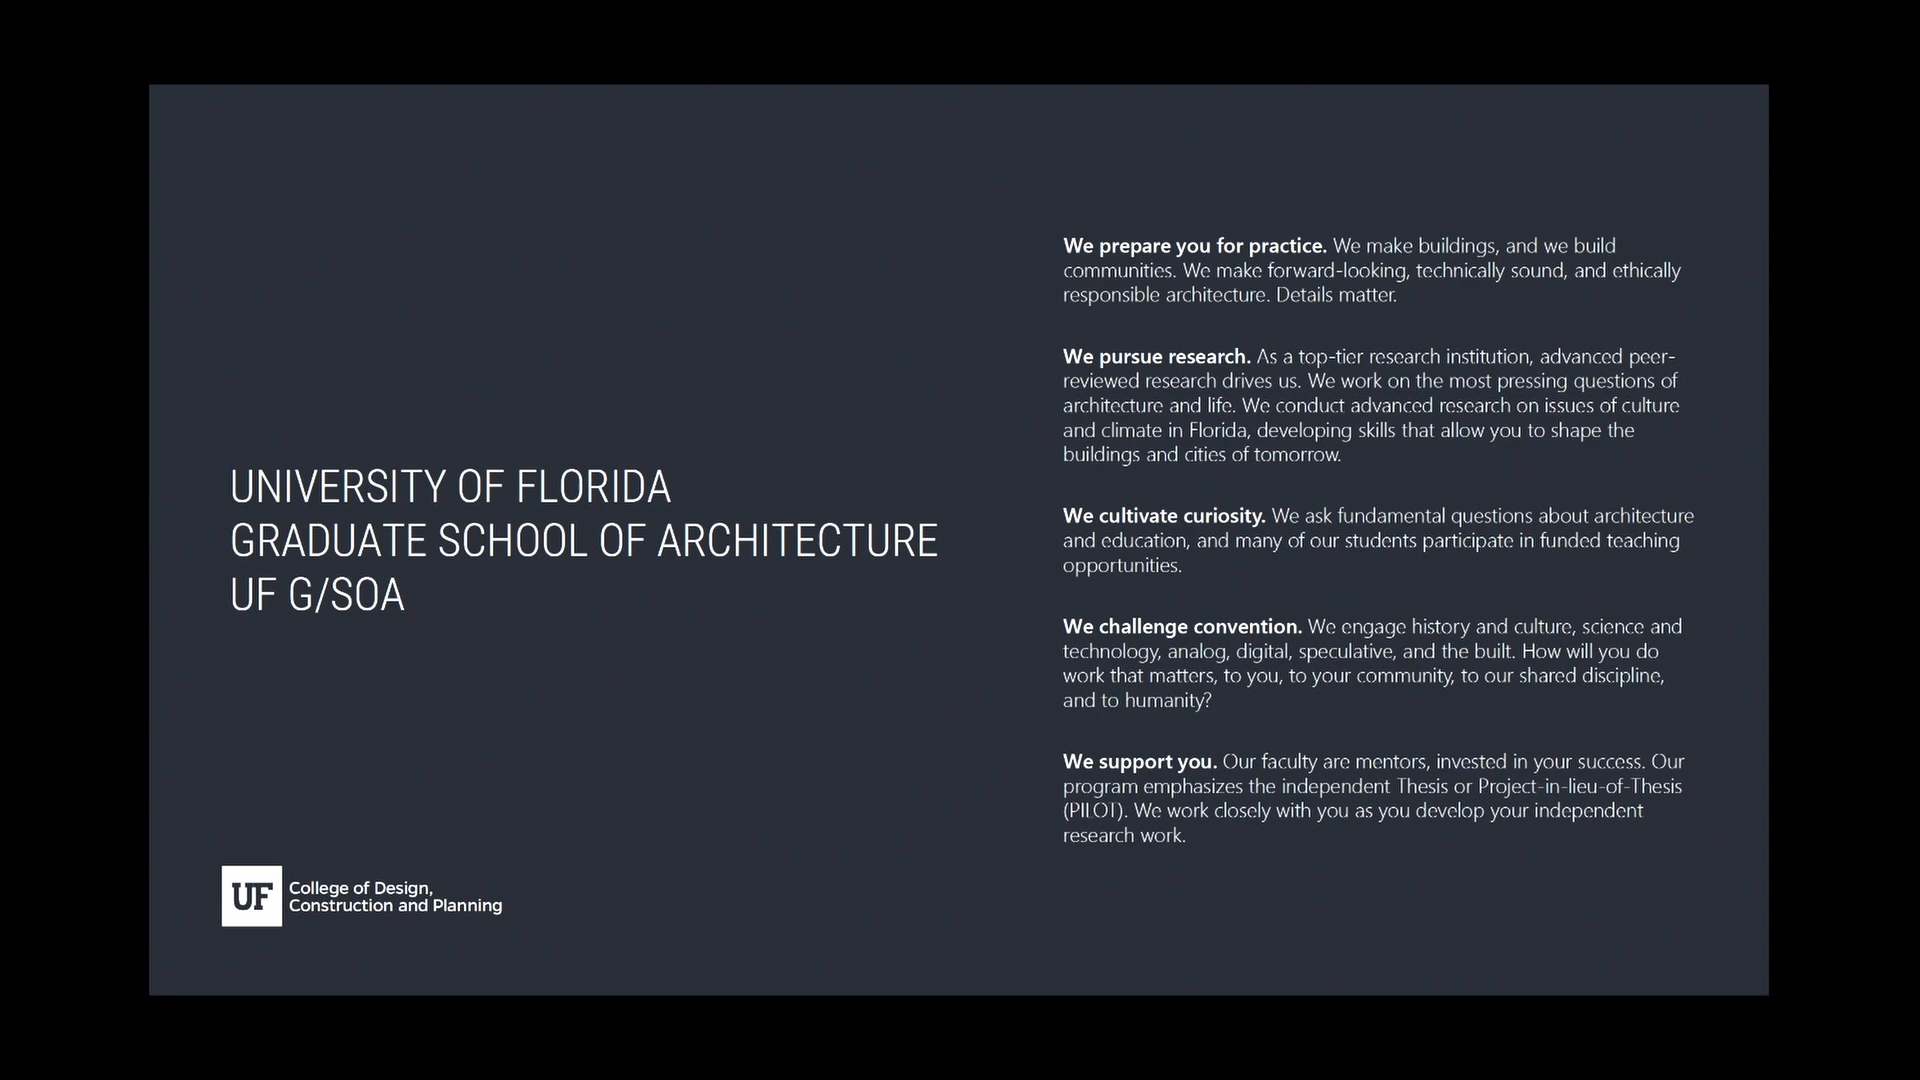 UNIVERSITY OF FLORIDA
GRADUATE SCHOOL OF ARCHITECTURE
UF G/SOA
We prepare you for practice. We make buildings, and we build
communities. We make forward-looking, technically sound, and ethically
responsible architecture. Details matter.
We pursue research. As a top-tier research institution, advanced peer-
reviewed research drives us. We work on the most pressing questions of
architecture and life. We conduct advanced research on issues of culture
and climate in Florida, developing skills that allow you to shape the
buildings and cities of tomorrow.
We cultivate curiosity. We ask fundamental questions about architecture
and education, and many of our students participate in funded teaching
opportunities.
We challenge convention. We engage history and culture, science and
technology, analog, digital, speculative, and the built. How will you do
work that matters, to you, to your community, to our shared discipline,
and to humanity?
We support you. Our faculty are mentors, invested in your success. Our
program emphasizes the independent Thesis or Project-in-lieu-of-Thesis
(PILOT). We work closely with you as you develop your independent
research work.
UF
College of Design,
Construction and Planning